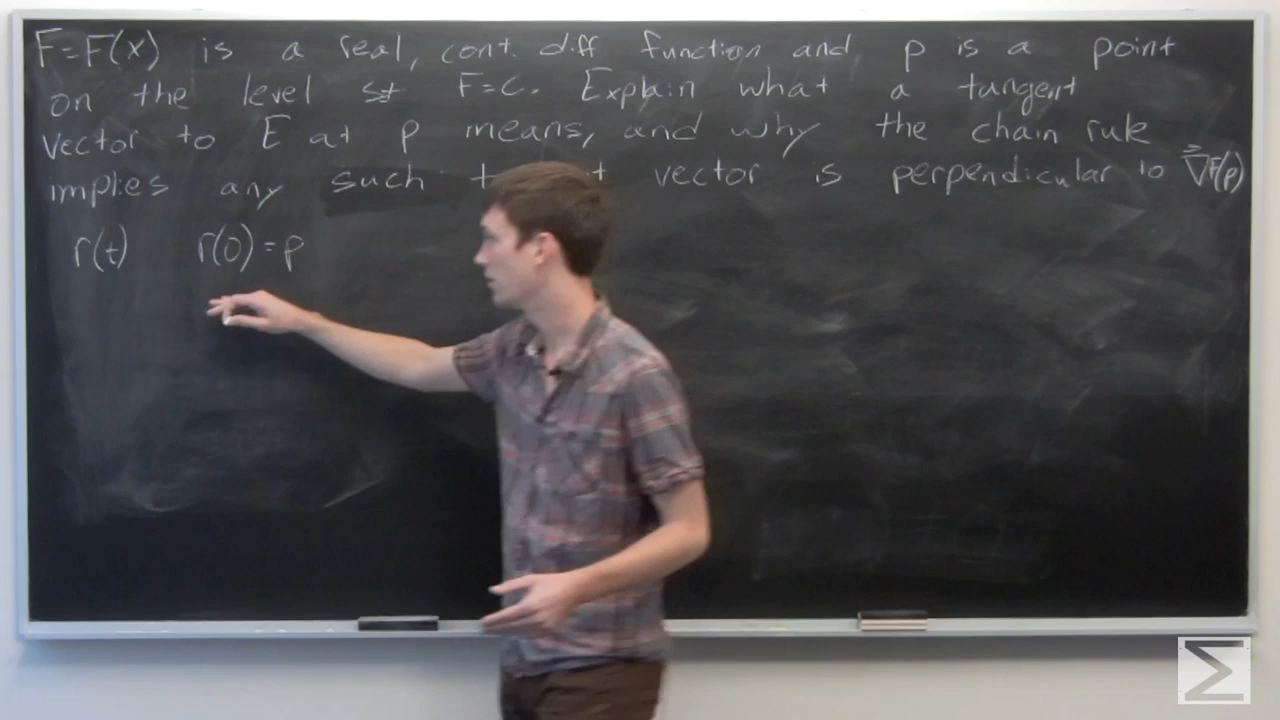 F=F(x) is a real, cont. diff function and p is a point
on the level set F=C. Explain what a tangent
vector to E at p means, and why the chain rule
implies any such vector is perpendicular to ∇⃗F(p)
r(t) r(0)=p
Σ